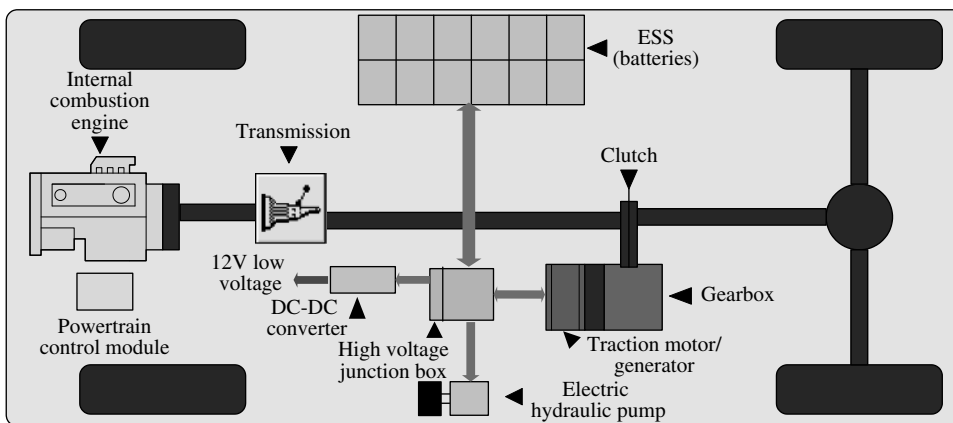 ESS
(batteries)
Internal
combustion
engine
Transmission
Clutch
12V low
voltage
DC-DC
converter
Gearbox
Powertrain
control module
High voltage
junction box
Traction motor/
generator
Electric
hydraulic pump